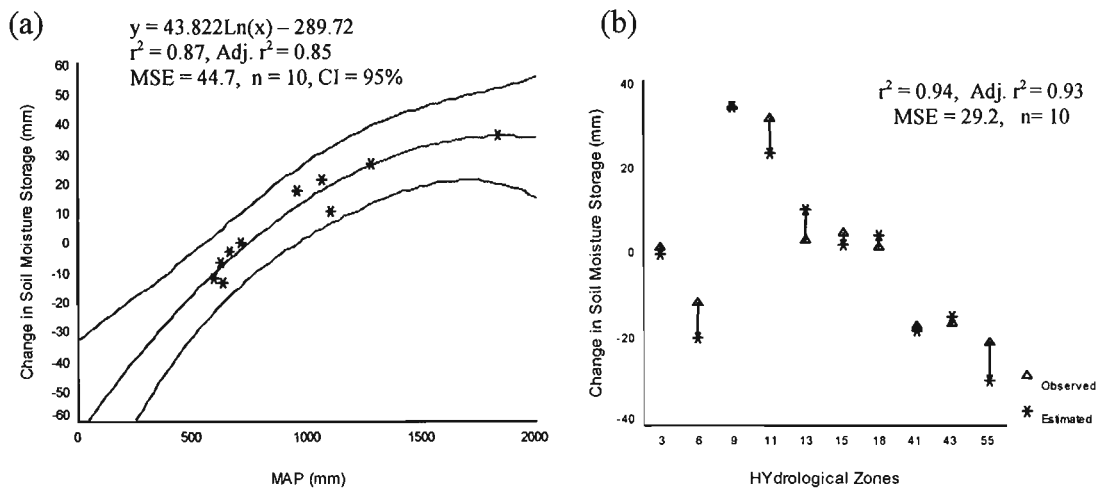 (a)
y = 43.822Ln(x) – 289.72
r² = 0.87, Adj. r² = 0.85
MSE = 44.7, n = 10, CI = 95%
Change in Soil Moisture Storage (mm)
60
50
40
30
20
10
0
-10
-20
-30
-40
-50
-60
0 500 1000 1500 2000
MAP (mm)
(b)
r² = 0.94, Adj. r² = 0.93
MSE = 29.2, n= 10
Change in Soil Moisture Storage (mm)
40
20
0
-20
-40
3 6 9 11 13 15 18 41 43 55
HYdrological Zones
Observed
Estimated